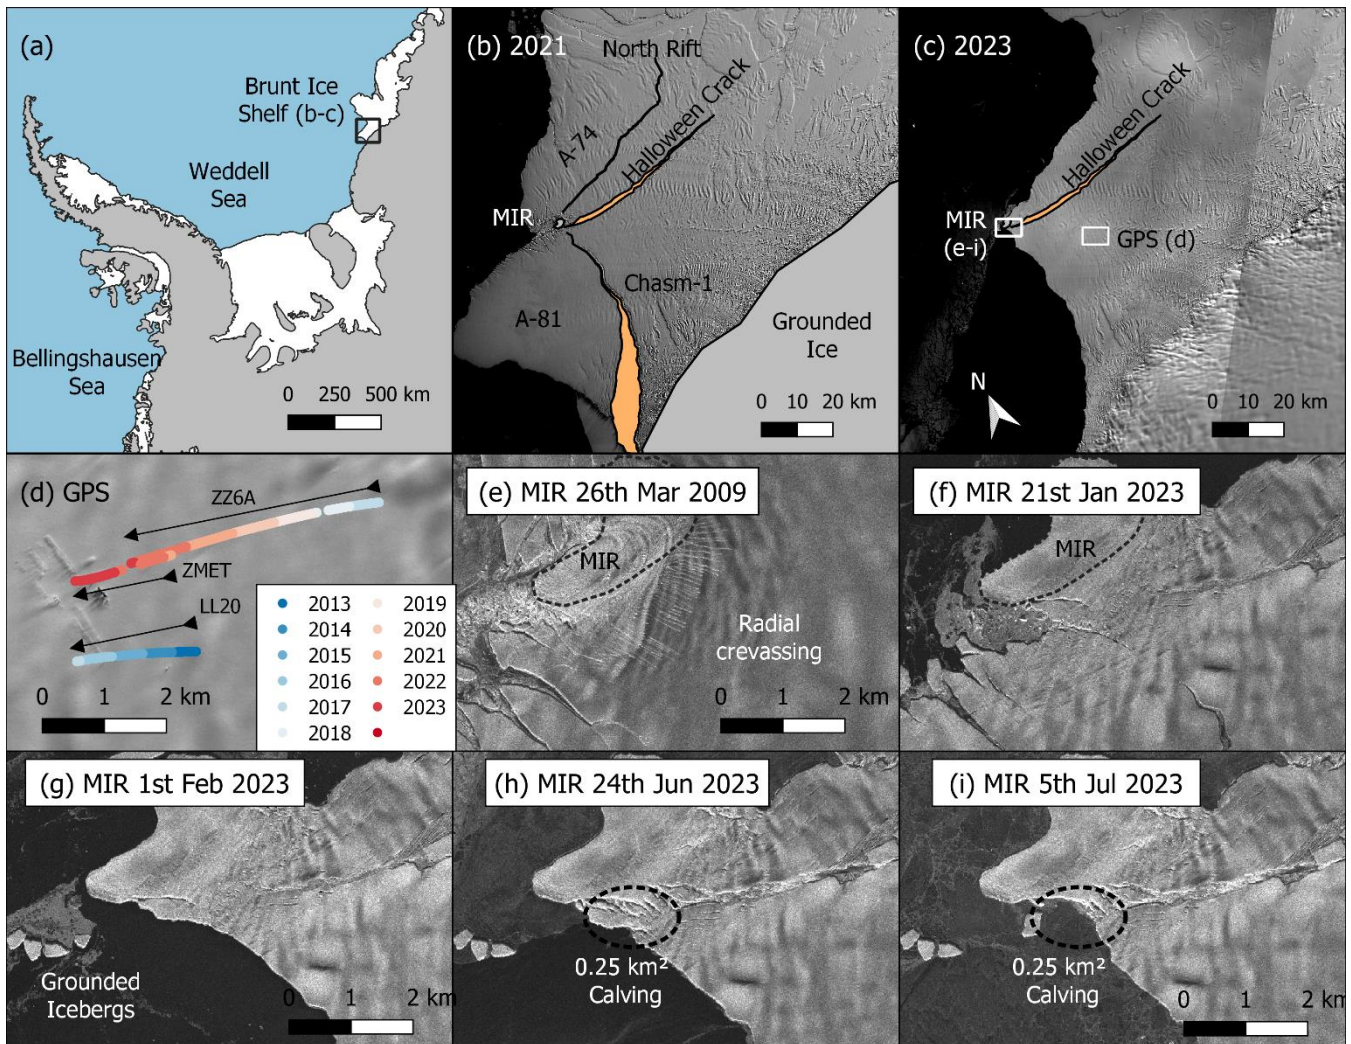 (a)
Brunt Ice
Shelf (b-c)
Weddell
Sea
Bellingshausen
Sea
0 250 500 km
(b) 2021
North Rift
Halloween Crack
A-74
MIR
Chasm-1
A-81
Grounded
Ice
0 10 20 km
(c) 2023
Halloween Crack
MIR
(e-i)
GPS (d)
N
0 10 20 km
(d) GPS
ZZ6A
ZMET
LL20
2013
2014
2015
2016
2017
2018
2019
2020
2021
2022
2023
0 1 2 km
(e) MIR 26th Mar 2009
MIR
Radial
crevassing
0 1 2 km
(f) MIR 21st Jan 2023
MIR
0 1 2 km
(g) MIR 1st Feb 2023
Grounded
Icebergs
0 1 2 km
(h) MIR 24th Jun 2023
0.25 km²
Calving
(i) MIR 5th Jul 2023
0.25 km²
Calving
0 1 2 km